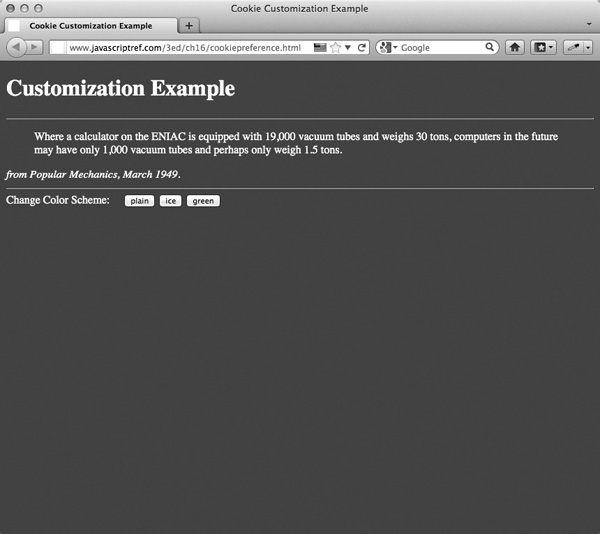 Cookie Customization Example
Cookie Customization Example
www.javascriptref.com/3ed/ch16/cookiepreference.html
Google
Customization Example
Where a calculator on the ENIAC is equipped with 19,000 vacuum tubes and weighs 30 tons, computers in the future
may have only 1,000 vacuum tubes and perhaps only weigh 1.5 tons.
from Popular Mechanics, March 1949.
Change Color Scheme: plain ice green